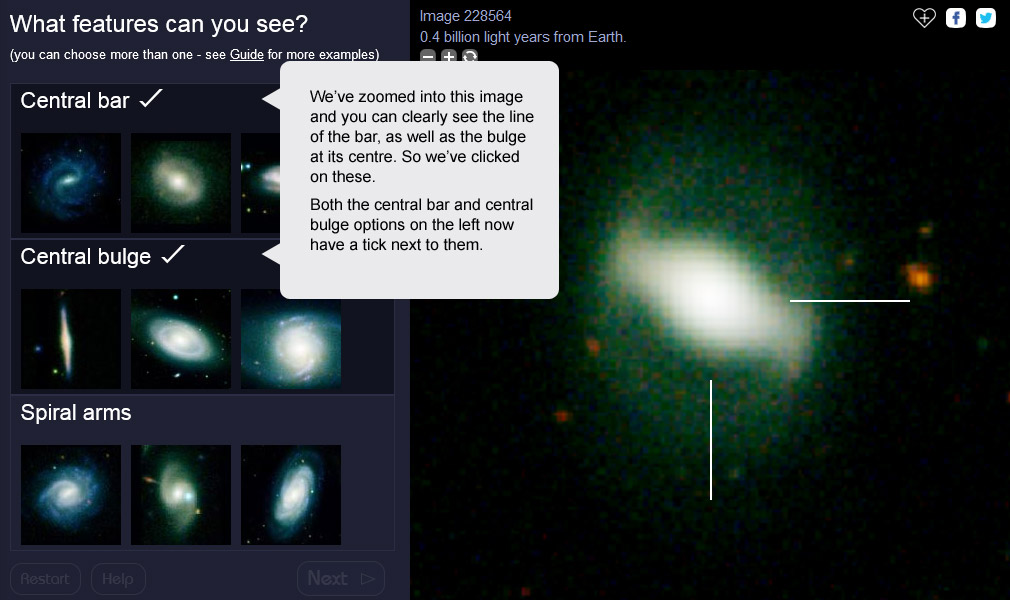 What features can you see?
(you can choose more than one - see Guide for more examples)
Central bar
Central bulge
Spiral arms
Restart
Help
Next
We've zoomed into this image
and you can clearly see the line
of the bar, as well as the bulge
at its centre. So we've clicked
on these.
Both the central bar and central
bulge options on the left now
have a tick next to them.
Image 228564
0.4 billion light years from Earth.